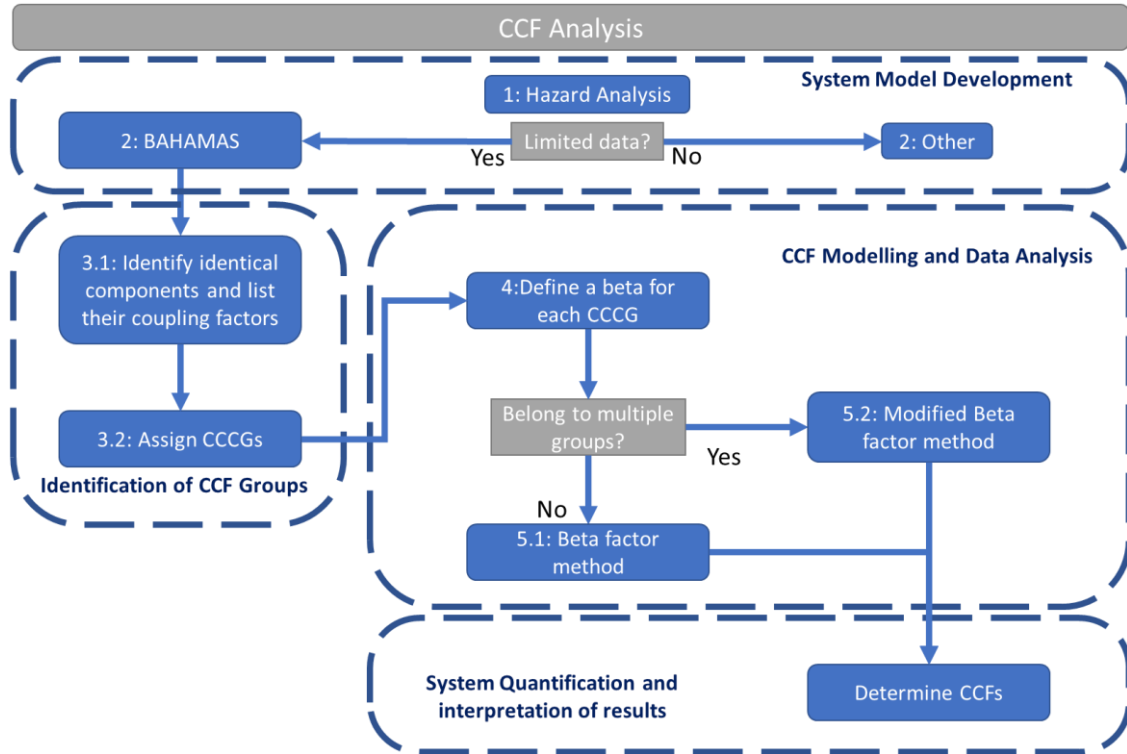 CCF Analysis
System Model Development
1: Hazard Analysis
2: BAHAMAS
Limited data?
2: Other
Yes
No
3.1: Identify identical
components and list
their coupling factors
3.2: Assign CCCGs
Identification of CCF Groups
CCF Modelling and Data Analysis
4:Define a beta for
each CCCG
Belong to multiple
groups?
Yes
5.2: Modified Beta
factor method
No
5.1: Beta factor
method
System Quantification and
interpretation of results
Determine CCFs